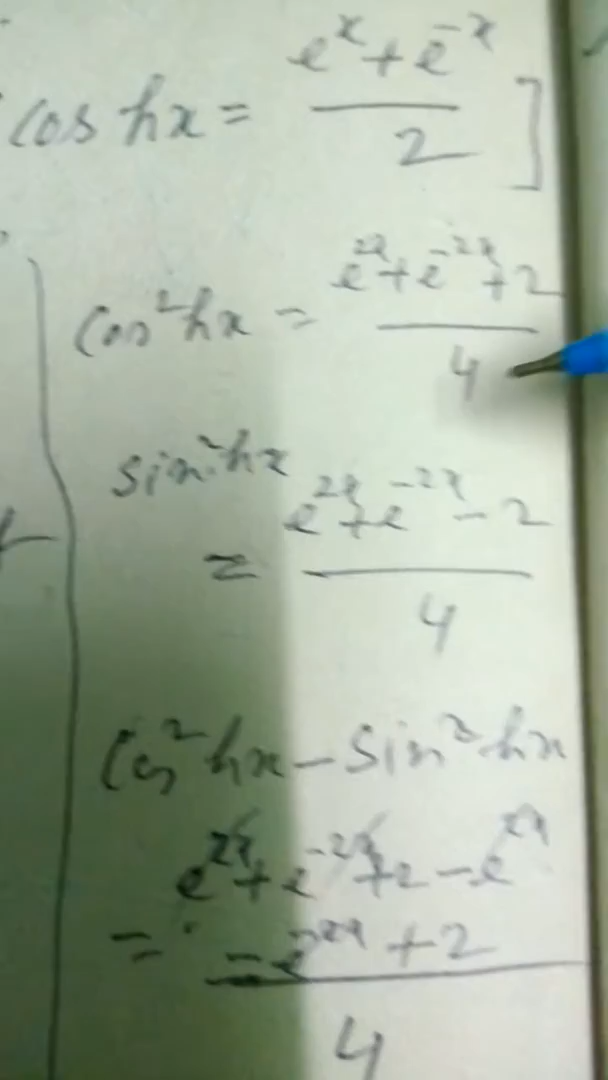 cos hx = (e^x + e^-x) / 2 ]
cos²hx = (e^2x + e^-2x + 2) / 4
sin²hx
= (e^2x + e^-2x - 2) / 4
cos²hx - sin²hx
e^2x + e^-2x + 2 - e^2x
= - e^-2x + 2
4